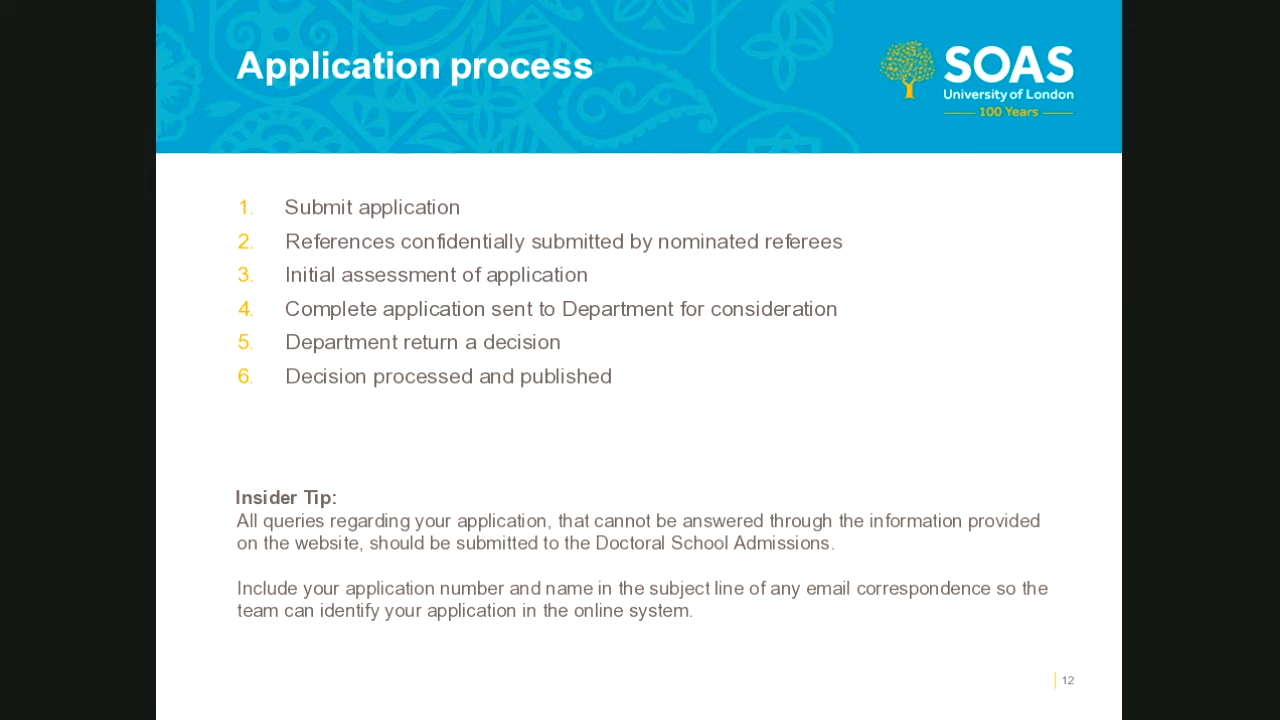 Application process
SOAS
University of London
100 Years
1. Submit application
2. References confidentially submitted by nominated referees
3. Initial assessment of application
4. Complete application sent to Department for consideration
5. Department return a decision
6. Decision processed and published
Insider Tip:
All queries regarding your application, that cannot be answered through the information provided
on the website, should be submitted to the Doctoral School Admissions.
Include your application number and name in the subject line of any email correspondence so the
team can identify your application in the online system.
12